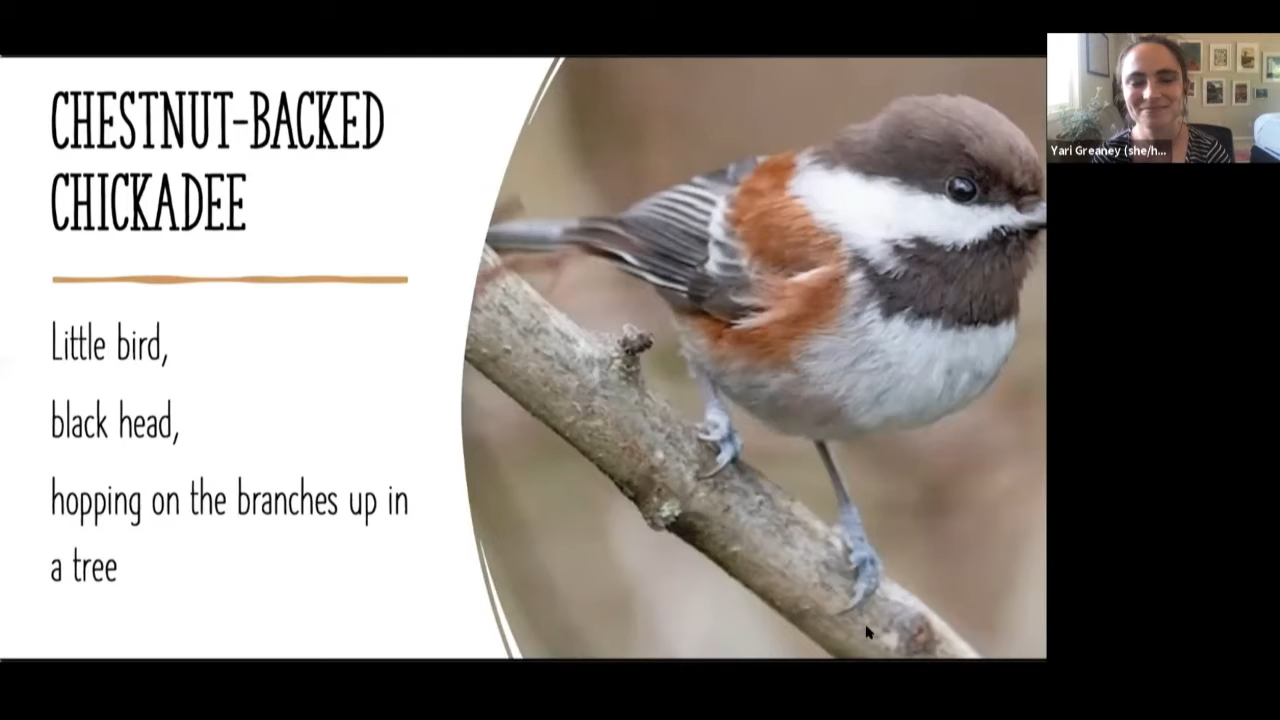 CHESTNUT-BACKED
CHICKADEE
Little bird,
black head,
hopping on the branches up in
a tree
Yari Greaney (she/h...